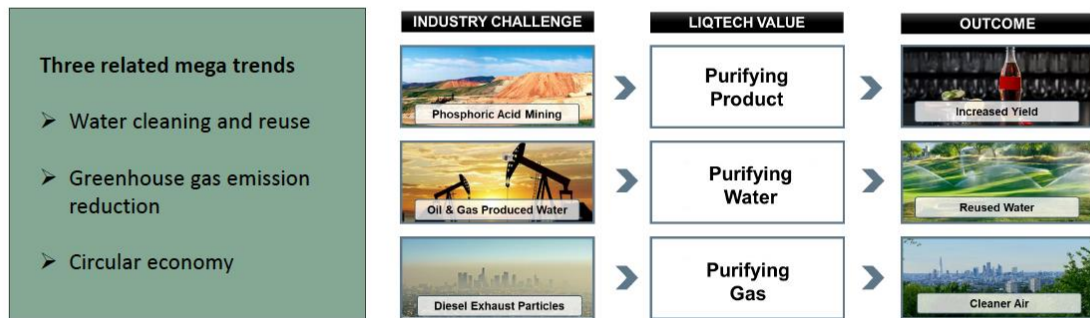 Three related mega trends
➢ Water cleaning and reuse
➢ Greenhouse gas emission
reduction
➢ Circular economy
INDUSTRY CHALLENGE
LIQTECH VALUE
OUTCOME
Phosphoric Acid Mining
Purifying
Product
Increased Yield
Oil & Gas Produced Water
Purifying
Water
Reused Water
Diesel Exhaust Particles
Purifying
Gas
Cleaner Air